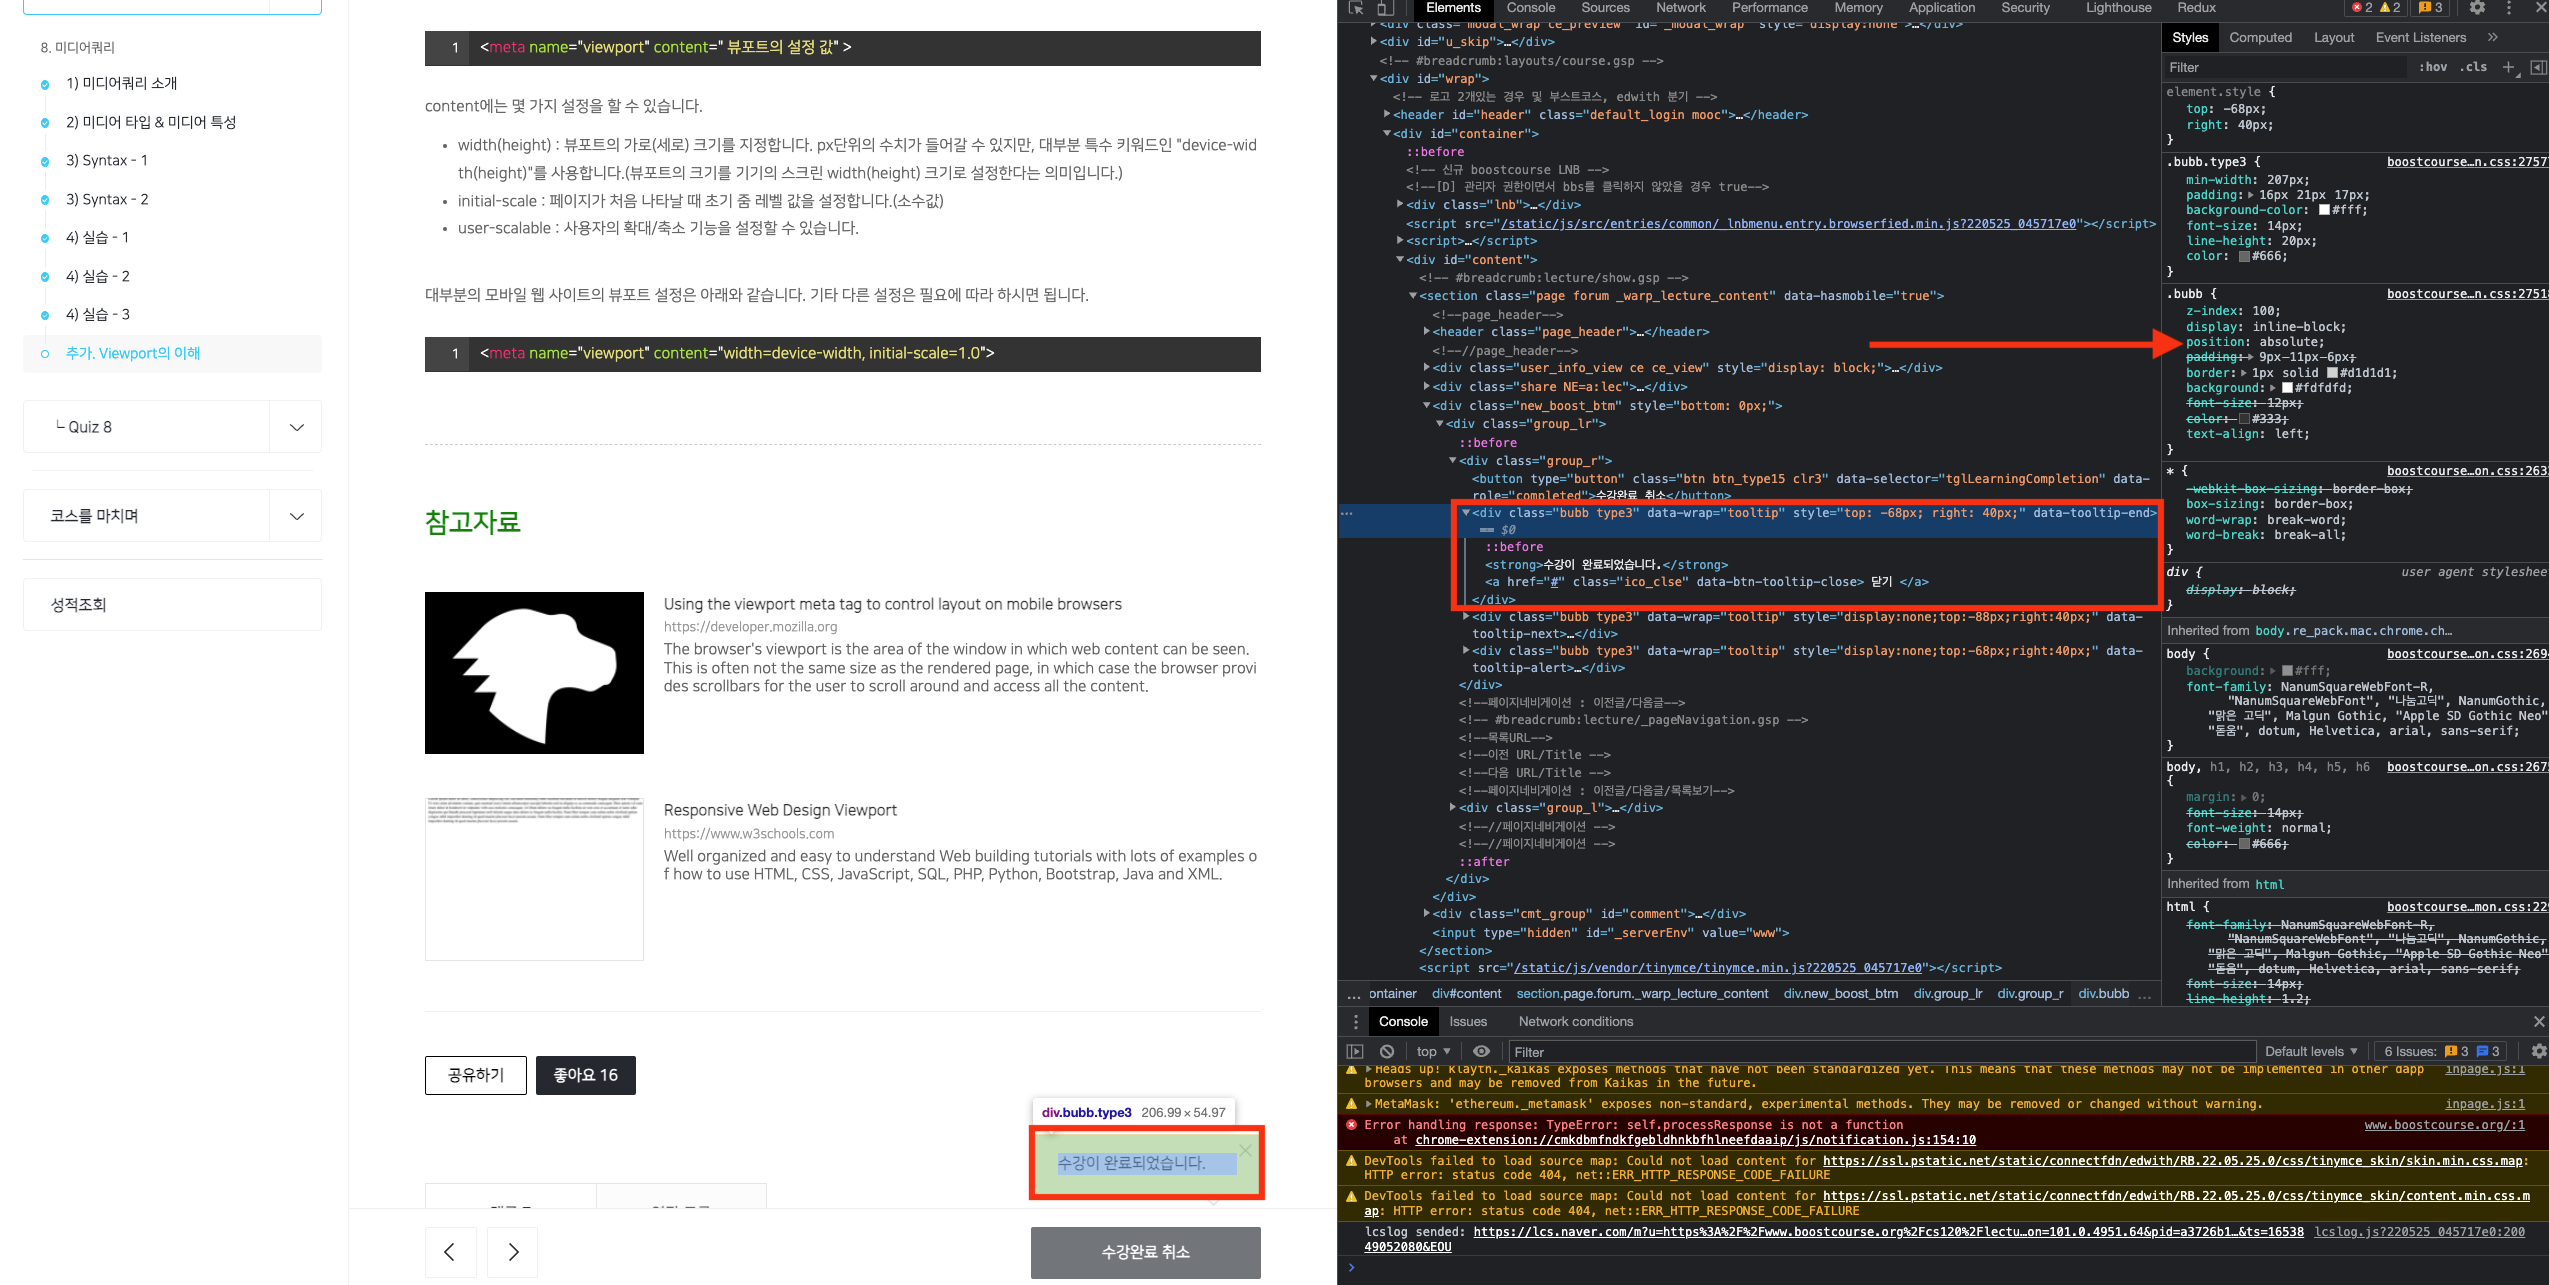 8. 미디어쿼리
1) 미디어쿼리 소개
2) 미디어 타입 & 미디어 특성
3) Syntax - 1
3) Syntax - 2
4) 실습 - 1
4) 실습 - 2
4) 실습 - 3
추가. Viewport의 이해
└ Quiz 8
코스를 마치며
성적조회
1 <meta name="viewport" content=" 뷰포트의 설정 값" >
content에는 몇 가지 설정을 할 수 있습니다.
• width(height) : 뷰포트의 가로(세로) 크기를 지정합니다. px단위의 수치가 들어갈 수 있지만, 대부분 특수 키워드인 "device-wid
th(height)"를 사용합니다.(뷰포트의 크기를 기기의 스크린 width(height) 크기로 설정한다는 의미입니다.)
• initial-scale : 페이지가 처음 나타날 때 초기 줌 레벨 값을 설정합니다.(소수값)
• user-scalable : 사용자의 확대/축소 기능을 설정할 수 있습니다.
대부분의 모바일 웹 사이트의 뷰포트 설정은 아래와 같습니다. 기타 다른 설정은 필요에 따라 하시면 됩니다.
1 <meta name="viewport" content="width=device-width, initial-scale=1.0">
참고자료
Using the viewport meta tag to control layout on mobile browsers
https://developer.mozilla.org
The browser's viewport is the area of the window in which web content can be seen.
This is often not the same size as the rendered page, in which case the browser provi
des scrollbars for the user to scroll around and access all the content.
Responsive Web Design Viewport
https://www.w3schools.com
Well organized and easy to understand Web building tutorials with lots of examples o
f how to use HTML, CSS, JavaScript, SQL, PHP, Python, Bootstrap, Java and XML.
공유하기 좋아요 16
div.bubb.type3 206.99 × 54.97
수강이 완료되었습니다.
수강완료 취소
Elements Console Sources Network Performance Memory Application Security Lighthouse Redux 2 2 3
<div class="modal_wrap ce_preview" id="_modal_wrap" style="display:none">…</div>
<div id="u_skip">…</div>
<!-- #breadcrumb:layouts/course.gsp -->
<div id="wrap">
<!-- 로고 2개있는 경우 및 부스트코스, edwith 분기 -->
<header id="header" class="default_login mooc">…</header>
<div id="container">
::before
<!-- 신규 boostcourse LNB -->
<!--[D] 관리자 권한이면서 bbs를 클릭하지 않았을 경우 true-->
<div class="lnb">…</div>
<script src="/static/js/src/entries/common/_lnbmenu.entry.browserfied.min.js?220525_045717e0"></script>
<script>…</script>
<div id="content">
<!-- #breadcrumb:lecture/show.gsp -->
<section class="page forum _warp_lecture_content" data-hasmobile="true">
<!--page_header-->
<header class="page_header">…</header>
<!--//page_header-->
<div class="user_info_view ce ce_view" style="display: block;">…</div>
<div class="share NE=a:lec">…</div>
<div class="new_boost_btm" style="bottom: 0px;">
<div class="group_lr">
::before
<div class="group_r">
<button type="button" class="btn btn_type15 clr3" data-selector="tglLearningCompletion" data-
role="completed">수강완료 취소</button>
<div class="bubb type3" data-wrap="tooltip" style="top: -68px; right: 40px;" data-tooltip-end>
== $0
::before
<strong>수강이 완료되었습니다.</strong>
<a href="#" class="ico_clse" data-btn-tooltip-close> 닫기 </a>
</div>
<div class="bubb type3" data-wrap="tooltip" style="display:none;top:-88px;right:40px;" data-
tooltip-next>…</div>
<div class="bubb type3" data-wrap="tooltip" style="display:none;top:-68px;right:40px;" data-
tooltip-alert>…</div>
</div>
<!--페이지네비게이션 : 이전글/다음글-->
<!-- #breadcrumb:lecture/_pageNavigation.gsp -->
<!--목록URL-->
<!--이전 URL/Title -->
<!--다음 URL/Title -->
<!--페이지네비게이션 : 이전글/다음글/목록보기-->
<div class="group_l">…</div>
<!--//페이지네비게이션 -->
<!--//페이지네비게이션 -->
::after
</div>
</div>
<div class="cmt_group" id="comment">…</div>
<input type="hidden" id="_serverEnv" value="www">
</section>
<script src="/static/js/vendor/tinymce/tinymce.min.js?220525_045717e0"></script>
… ontainer div#content section.page.forum._warp_lecture_content div.new_boost_btm div.group_lr div.group_r div.bubb …
Styles Computed Layout Event Listeners »
Filter :hov .cls +
element.style {
top: -68px;
right: 40px;
}
.bubb.type3 { boostcourse…n.css:2757
min-width: 207px;
padding: 16px 21px 17px;
background-color: #fff;
font-size: 14px;
line-height: 20px;
color: #666;
}
.bubb { boostcourse…n.css:2751
z-index: 100;
display: inline-block;
position: absolute;
padding: 9px 11px 6px;
border: 1px solid #d1d1d1;
background: #fdfdfd;
font-size: 12px;
color: #333;
text-align: left;
}
* { boostcourse…on.css:263
-webkit-box-sizing: border-box;
box-sizing: border-box;
word-wrap: break-word;
word-break: break-all;
}
div { user agent styleshee
display: block;
}
Inherited from body.re_pack.mac.chrome.ch…
body { boostcourse…on.css:269
background: #fff;
font-family: NanumSquareWebFont-R,
"NanumSquareWebFont", "나눔고딕", NanumGothic,
"맑은 고딕", Malgun Gothic, "Apple SD Gothic Neo"
"돋움", dotum, Helvetica, arial, sans-serif;
}
body, h1, h2, h3, h4, h5, h6 boostcourse…on.css:267
{
margin: 0;
font-size: 14px;
font-weight: normal;
color: #666;
}
Inherited from html
html { boostcourse…mon.css:22
font-family: NanumSquareWebFont-R,
"NanumSquareWebFont", "나눔고딕", NanumGothic,
"맑은 고딕", Malgun Gothic, "Apple SD Gothic Neo"
"돋움", dotum, Helvetica, arial, sans-serif;
font-size: 14px;
line-height: 1.2;
Console Issues Network conditions
top Filter Default levels 6 Issues: 3 3
Heads up! klaytn._kaikas exposes methods that have not been standardized yet. This means that these methods may not be implemented in other dapp inpage.js:1
browsers and may be removed from Kaikas in the future.
MetaMask: 'ethereum._metamask' exposes non-standard, experimental methods. They may be removed or changed without warning. inpage.js:1
Error handling response: TypeError: self.processResponse is not a function www.boostcourse.org/:1
at chrome-extension://cmkdbmfndkfgebldhnkbfhlneefdaaip/js/notification.js:154:10
DevTools failed to load source map: Could not load content for https://ssl.pstatic.net/static/connectfdn/edwith/RB.22.05.25.0/css/tinymce_skin/skin.min.css.map:
HTTP error: status code 404, net::ERR_HTTP_RESPONSE_CODE_FAILURE
DevTools failed to load source map: Could not load content for https://ssl.pstatic.net/static/connectfdn/edwith/RB.22.05.25.0/css/tinymce_skin/content.min.css.m
ap: HTTP error: status code 404, net::ERR_HTTP_RESPONSE_CODE_FAILURE
lcslog sended: https://lcs.naver.com/m?u=https%3A%2F%2Fwww.boostcourse.org%2Fcs120%2Flectu…on=101.0.4951.64&pid=a3726b1…&ts=16538 lcslog.js?220525_045717e0:200
49052080&EOU